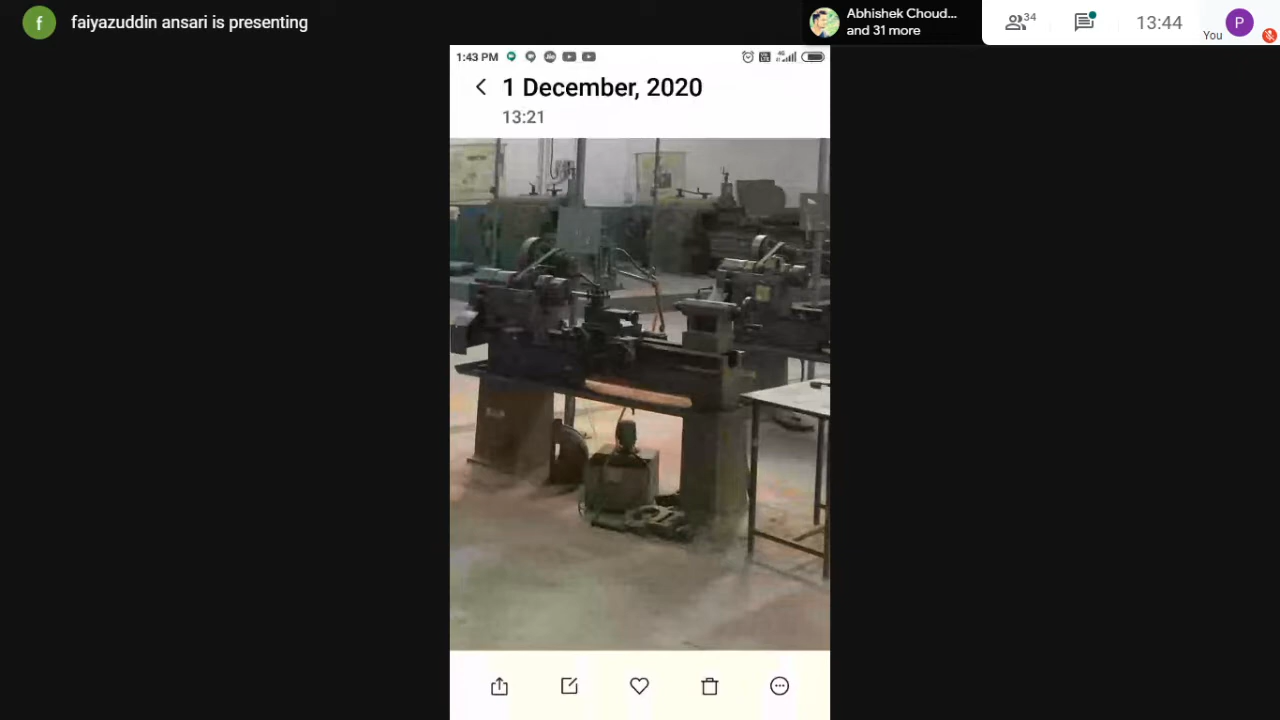 f
faiyazuddin ansari is presenting
Abhishek Choud...
and 31 more
34
13:44
You
P
1:43 PM
4G
1 December, 2020
13:21